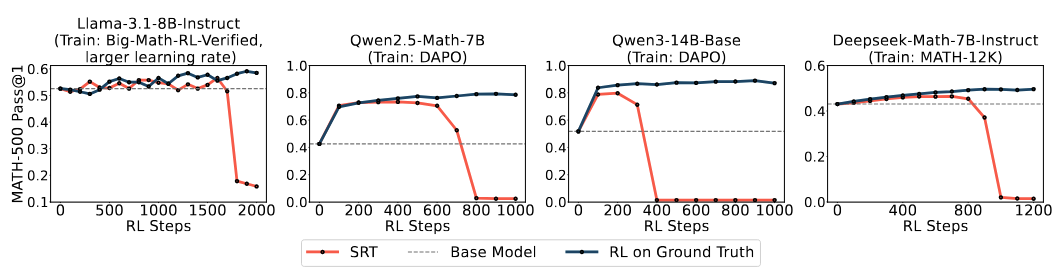 Llama-3.1-8B-Instruct
(Train: Big-Math-RL-Verified,
larger learning rate)
MATH-500 Pass@1
0.6
0.5
0.4
0.3
0.2
0.1
0 500 1000 1500 2000
RL Steps
Qwen2.5-Math-7B
(Train: DAPO)
1.0
0.8
0.6
0.4
0.2
0.0
0 200 400 600 800 1000
RL Steps
Qwen3-14B-Base
(Train: DAPO)
1.0
0.8
0.6
0.4
0.2
0.0
0 200 400 600 800 1000
RL Steps
Deepseek-Math-7B-Instruct
(Train: MATH-12K)
0.6
0.4
0.2
0.0
0 400 800 1200
RL Steps
SRT Base Model RL on Ground Truth